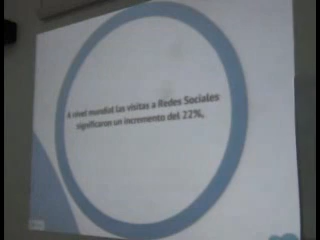 A nivel mundial las visitas a Redes Sociales
significaron un incremento del 22%,